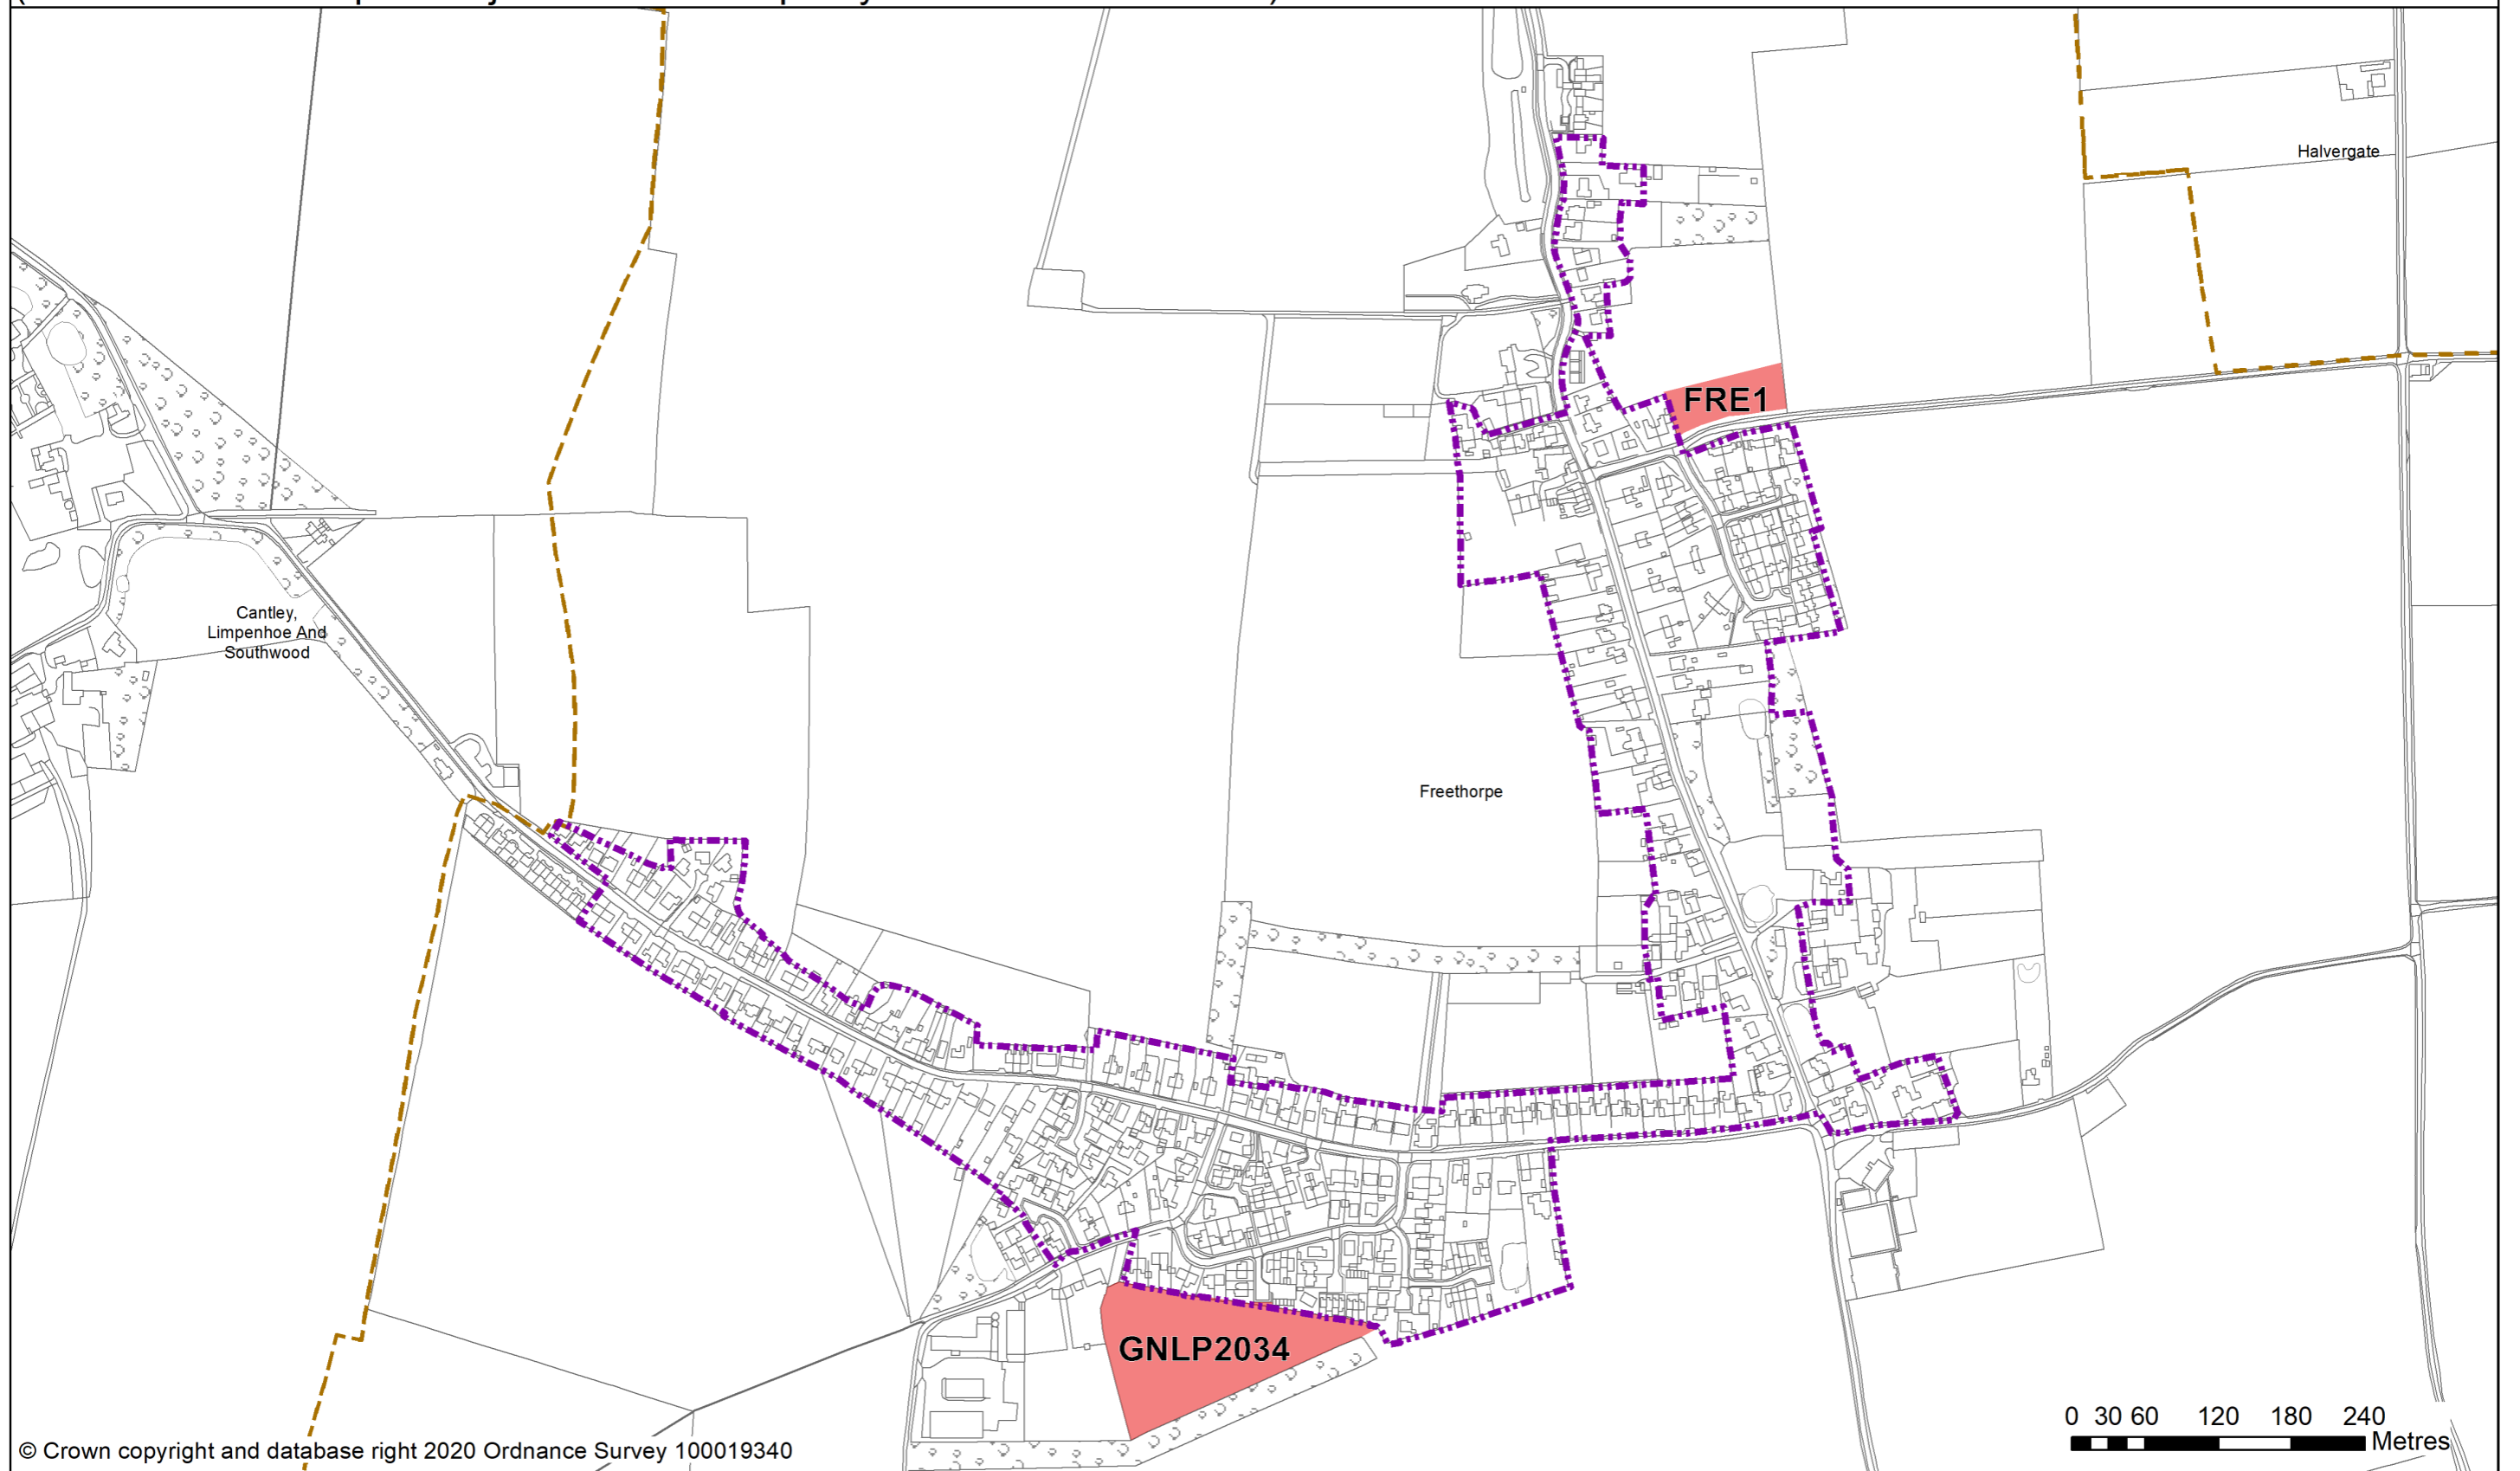 Halvergate
FRE1
Cantley,
Limpenhoe And
Southwood
Freethorpe
GNLP2034
0 30 60 120 180 240
Metres
© Crown copyright and database right 2020 Ordnance Survey 100019340